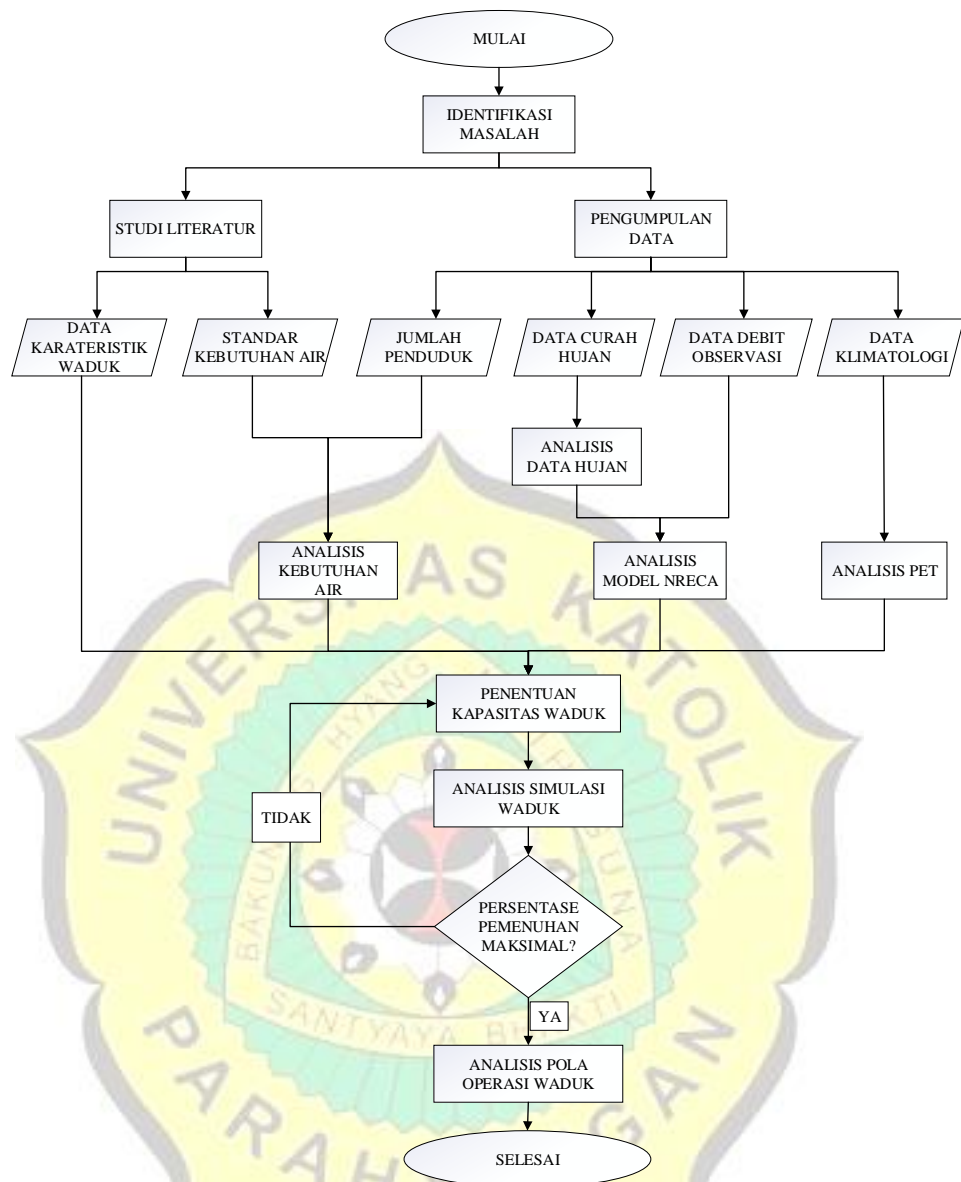 MULAI
IDENTIFIKASI
MASALAH
STUDI LITERATUR
PENGUMPULAN
DATA
DATA
KARATERISTIK
WADUK
STANDAR
KEBUTUHAN AIR
JUMLAH
PENDUDUK
DATA CURAH
HUJAN
DATA DEBIT
OBSERVASI
DATA
KLIMATOLOGI
ANALISIS
DATA HUJAN
ANALISIS
KEBUTUHAN
AIR
ANALISIS
MODEL NRECA
ANALISIS PET
PENENTUAN
KAPASITAS WADUK
ANALISIS SIMULASI
WADUK
TIDAK
PERSENTASE
PEMENUHAN
MAKSIMAL?
YA
ANALISIS POLA
OPERASI WADUK
SELESAI
KATOLIK
SANTYAYA